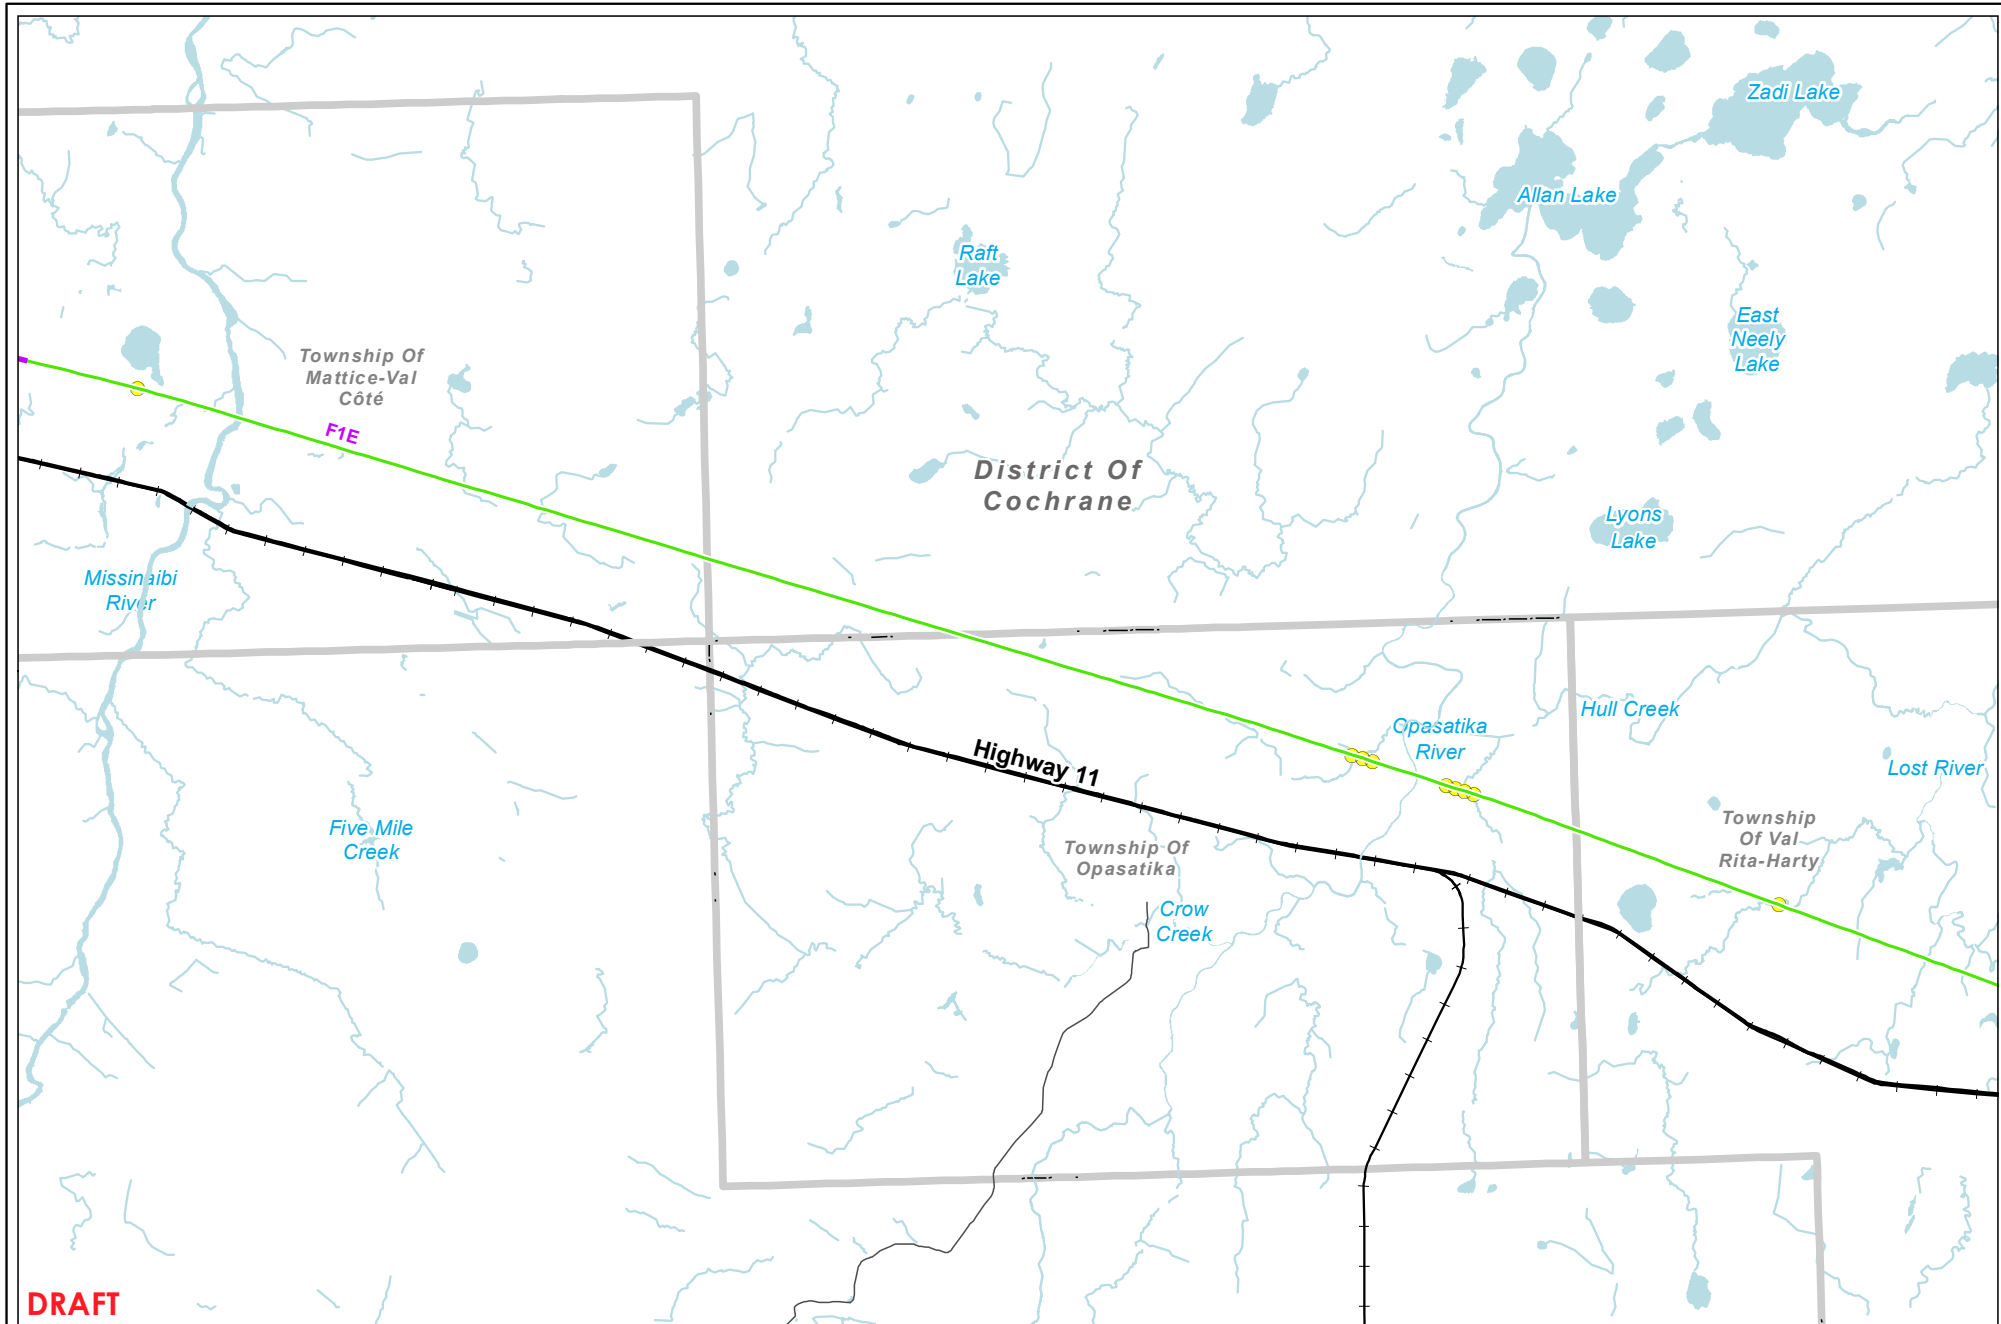 Zadi Lake
Allan Lake
Raft
Lake
East
Neely
Lake
Township Of
Mattice-Val
Côté
F1E
District Of
Cochrane
Lyons
Lake
Missinaibi
River
Hull Creek
Opasatika
River
Highway 11
Lost River
Five Mile
Creek
Township Of
Opasatika
Township
Of Val
Rita-Harty
Crow
Creek
DRAFT